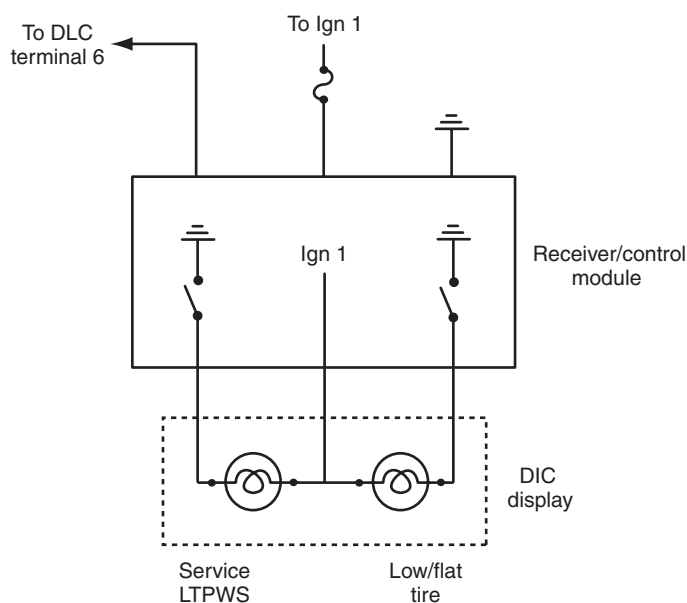 To DLC
terminal 6
To Ign 1
Ign 1
Receiver/control
module
DIC
display
Service
LTPWS
Low/flat
tire